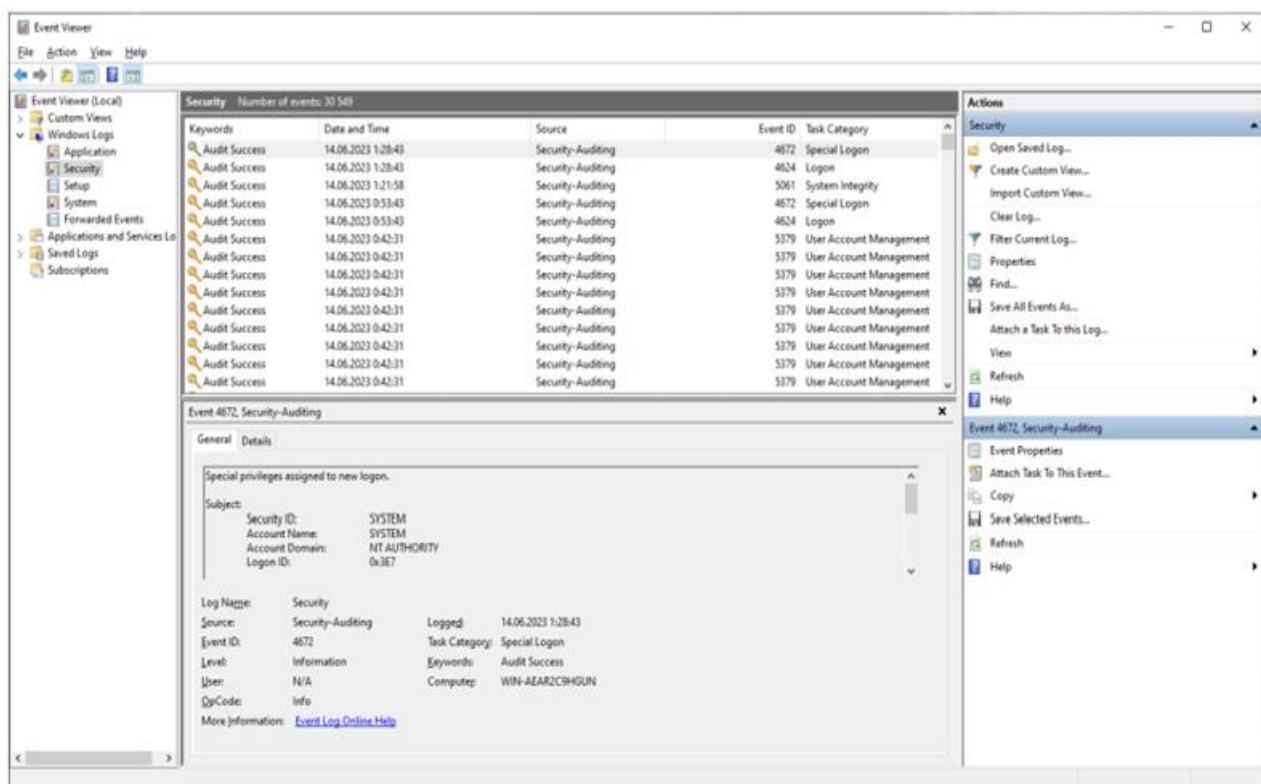 Event Viewer
File Action View Help
Event Viewer (Local)
Custom Views
Windows Logs
Application
Security
Setup
System
Forwarded Events
Applications and Services Lo
Saved Logs
Subscriptions
Security Number of events: 30 549
Keywords Date and Time Source Event ID Task Category
Audit Success 14.06.2023 1:28:43 Security-Auditing 4672 Special Logon
Audit Success 14.06.2023 1:28:43 Security-Auditing 4624 Logon
Audit Success 14.06.2023 1:21:58 Security-Auditing 5061 System Integrity
Audit Success 14.06.2023 0:53:43 Security-Auditing 4672 Special Logon
Audit Success 14.06.2023 0:53:43 Security-Auditing 4624 Logon
Audit Success 14.06.2023 0:42:31 Security-Auditing 5379 User Account Management
Audit Success 14.06.2023 0:42:31 Security-Auditing 5379 User Account Management
Audit Success 14.06.2023 0:42:31 Security-Auditing 5379 User Account Management
Audit Success 14.06.2023 0:42:31 Security-Auditing 5379 User Account Management
Audit Success 14.06.2023 0:42:31 Security-Auditing 5379 User Account Management
Audit Success 14.06.2023 0:42:31 Security-Auditing 5379 User Account Management
Audit Success 14.06.2023 0:42:31 Security-Auditing 5379 User Account Management
Audit Success 14.06.2023 0:42:31 Security-Auditing 5379 User Account Management
Audit Success 14.06.2023 0:42:31 Security-Auditing 5379 User Account Management
Event 4672, Security-Auditing
General Details
Special privileges assigned to new logon.
Subject:
Security ID: SYSTEM
Account Name: SYSTEM
Account Domain: NT AUTHORITY
Logon ID: 0x3E7
Log Name: Security
Source: Security-Auditing Logged: 14.06.2023 1:28:43
Event ID: 4672 Task Category: Special Logon
Level: Information Keywords: Audit Success
User: N/A Computer: WIN-AEAR2C9HGUN
OpCode: Info
More Information: Event Log Online Help
Actions
Security
Open Saved Log...
Create Custom View...
Import Custom View...
Clear Log...
Filter Current Log...
Properties
Find...
Save All Events As...
Attach a Task To this Log...
View
Refresh
Help
Event 4672, Security-Auditing
Event Properties
Attach Task To This Event...
Copy
Save Selected Events...
Refresh
Help